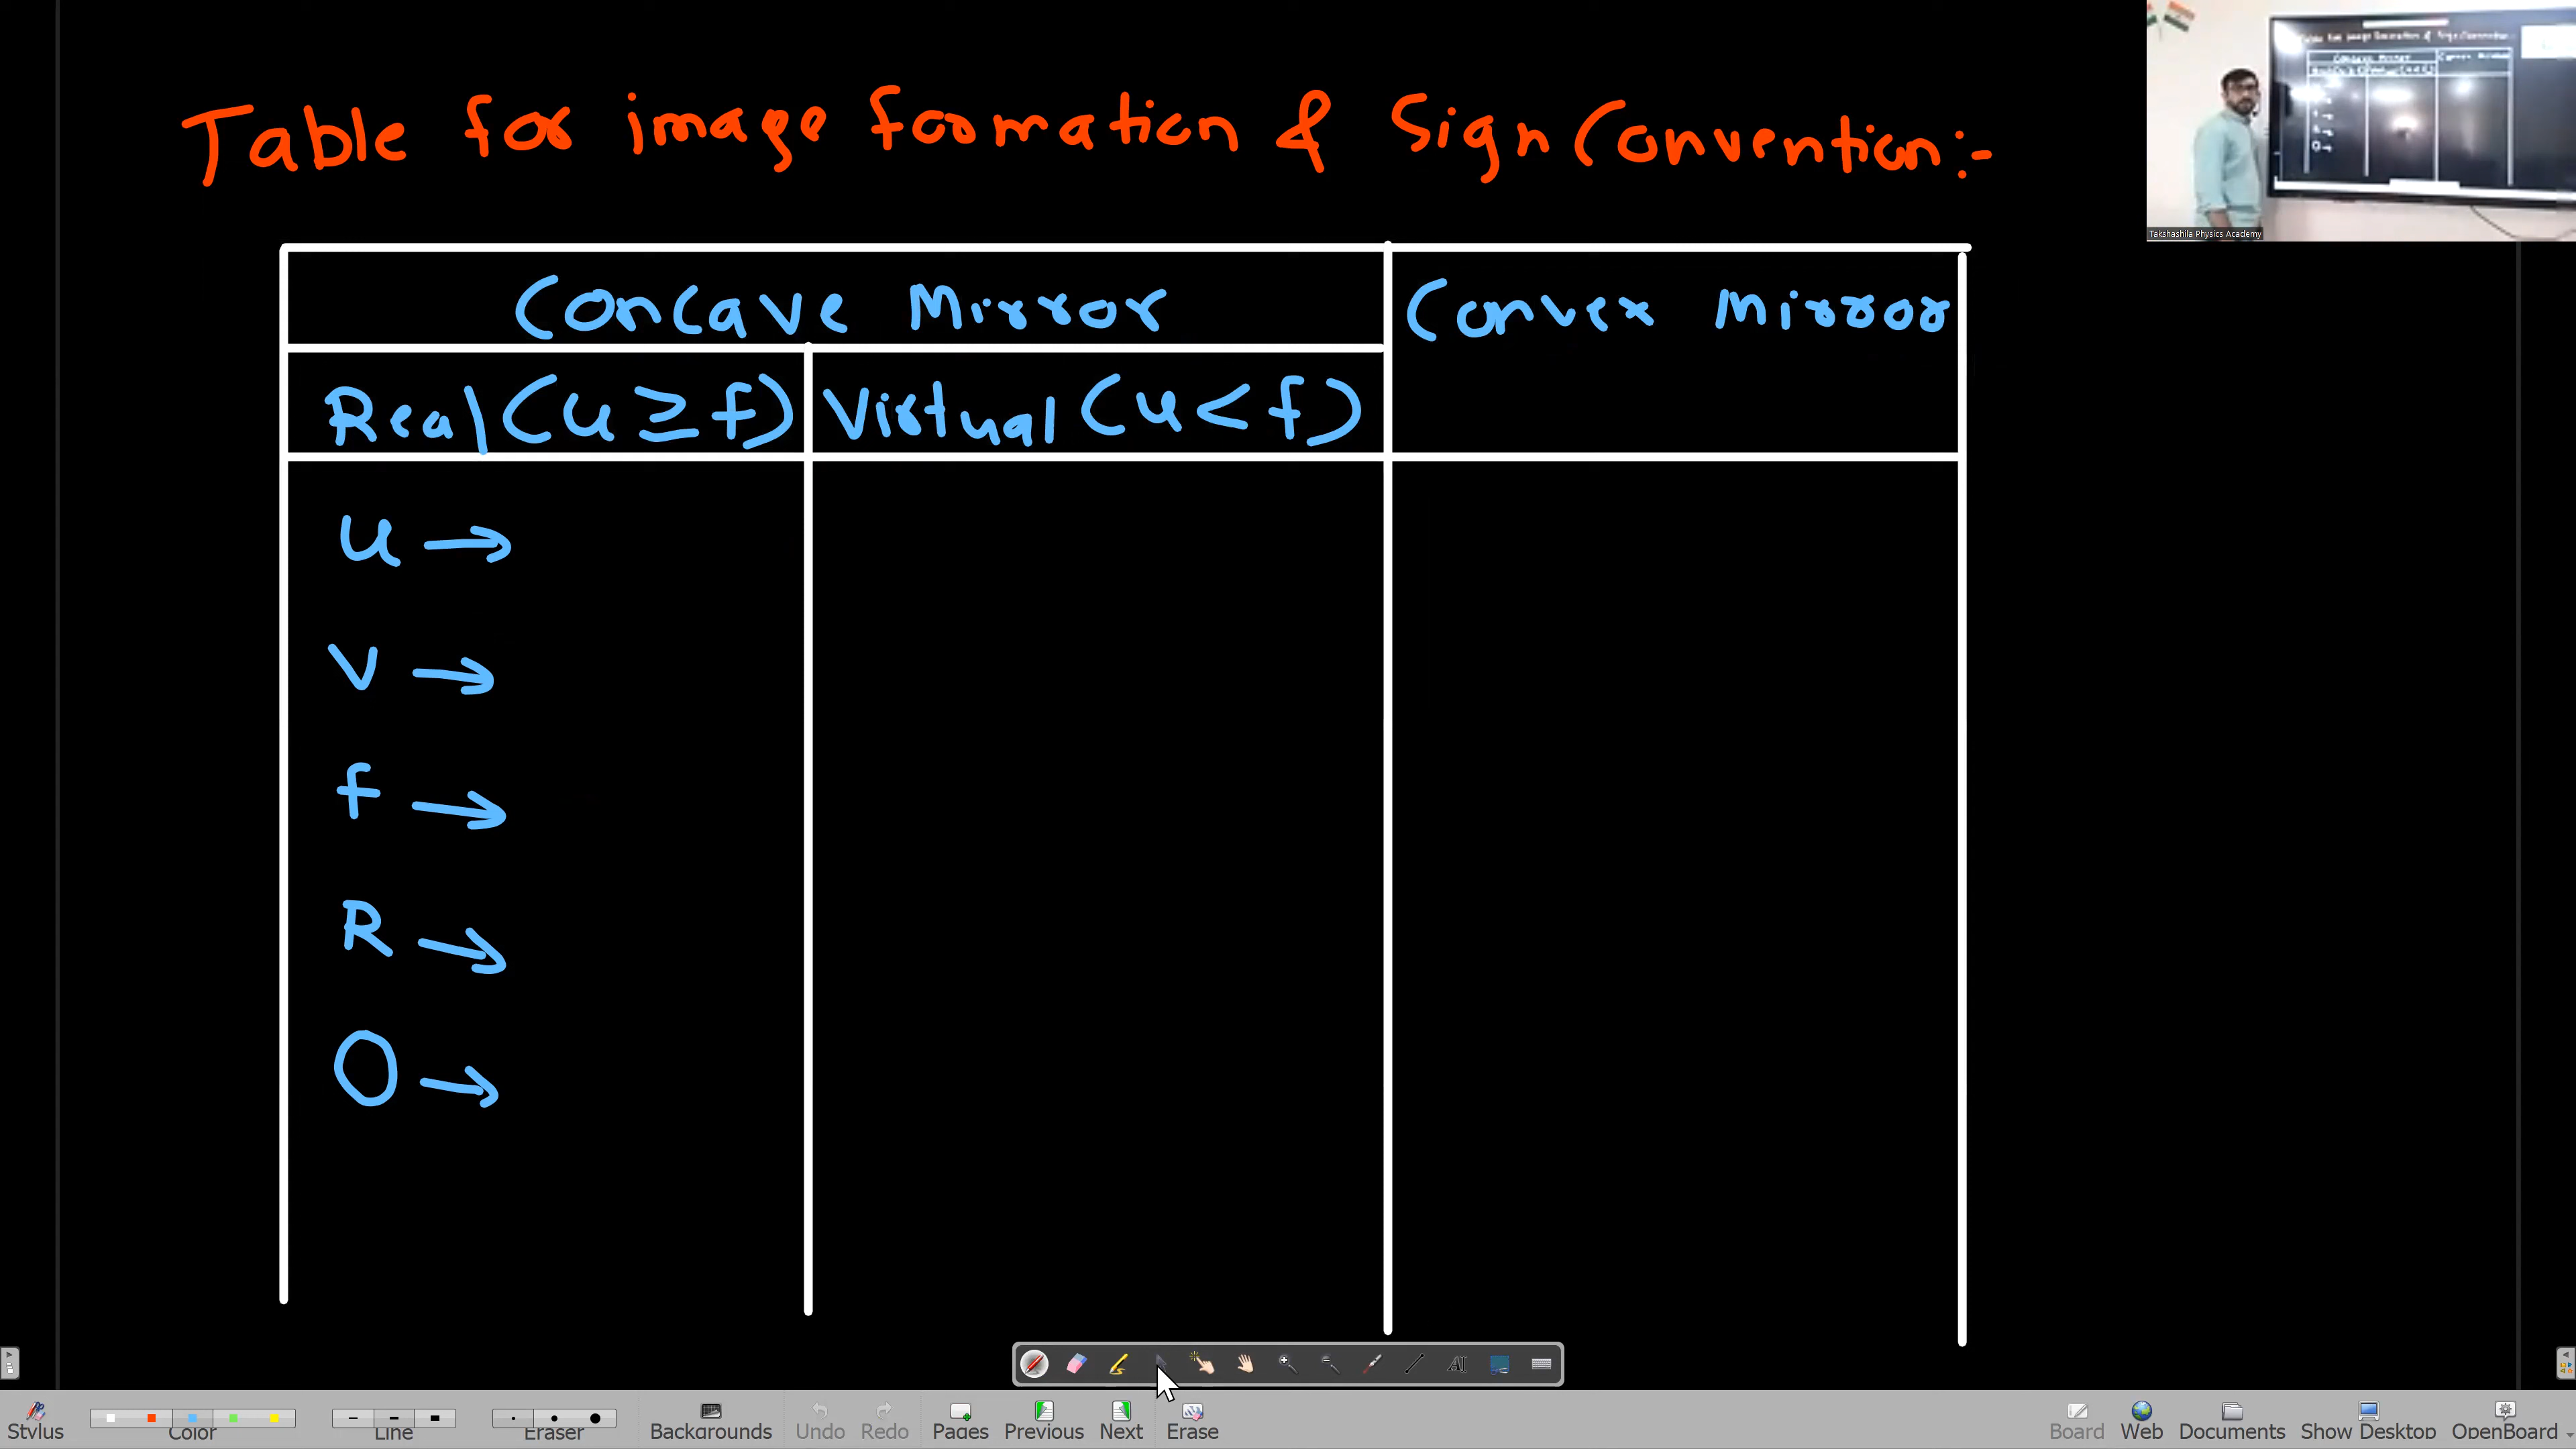 Table for image formation & Sign Convention:-
Takshashila Physics Academy
Concave Mirror
Convex Mirror
Real (u ≥ f)
Virtual (u < f)
u →
v →
f →
R →
O →
Stylus
Color
Line
Eraser
Backgrounds
Undo
Redo
Pages
Previous
Next
Erase
Board
Web
Documents
Show Desktop
OpenBoard